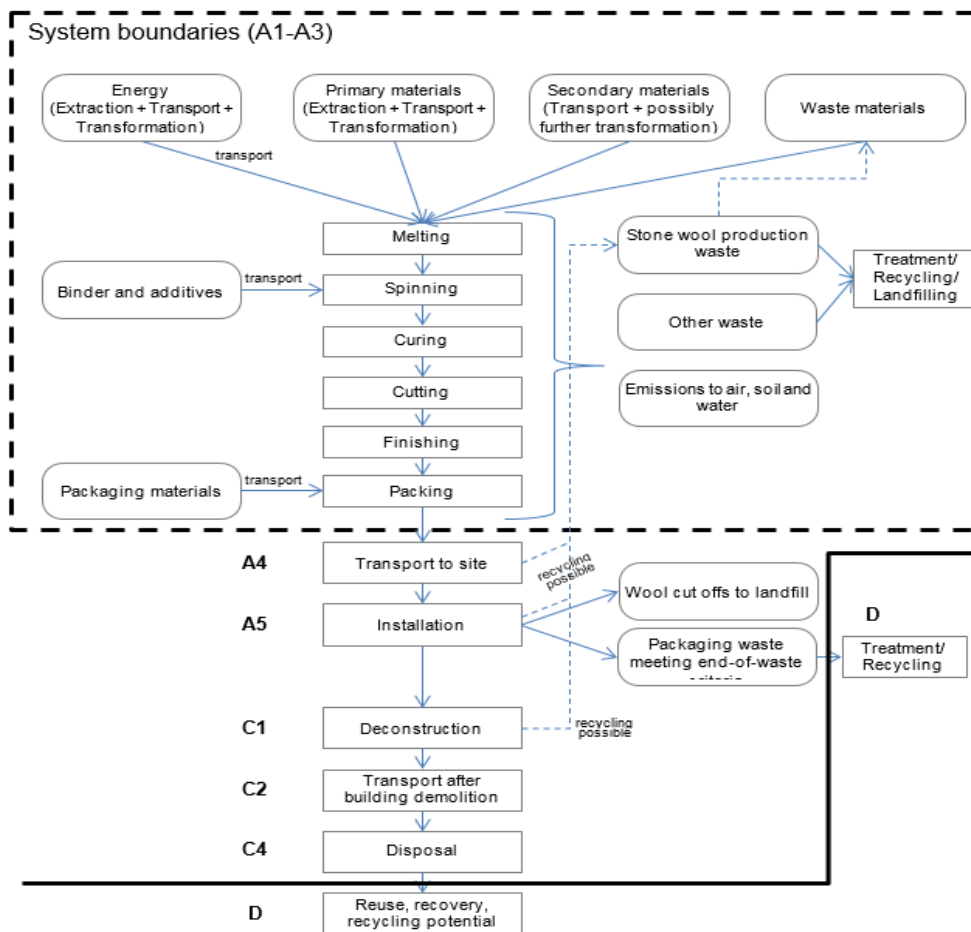 System boundaries (A1-A3)
Energy
(Extraction + Transport +
Transformation)
Primary materials
(Extraction + Transport +
Transformation)
Secondary materials
(Transport + possibly
further transformation)
Waste materials
transport
Melting
Stone wool production
waste
Treatment/
Recycling/
Landfilling
Binder and additives
transport
Spinning
Other waste
Curing
Cutting
Emissions to air, soil and
water
Finishing
Packaging materials
transport
Packing
A4
Transport to site
recycling
possible
Wool cut offs to landfill
D
A5
Installation
Packaging waste
meeting end-of-waste
criteria
Treatment/
Recycling
C1
Deconstruction
recycling
possible
C2
Transport after
building demolition
C4
Disposal
D
Reuse, recovery,
recycling potential